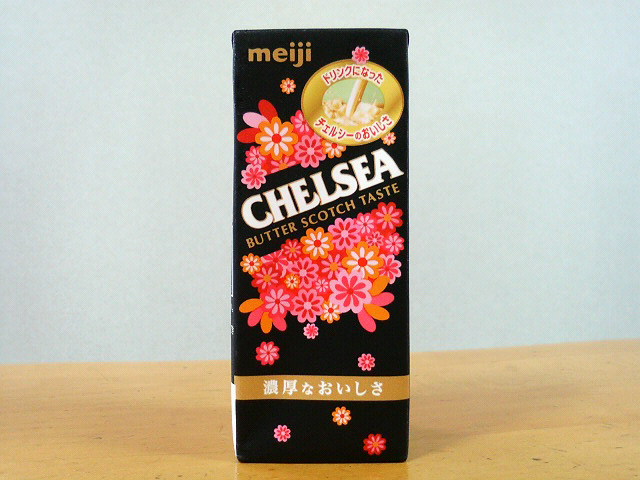 meiji
ドリンクになった
チェルシーのおいしさ
CHELSEA
BUTTER SCOTCH TASTE
濃厚なおいしさ